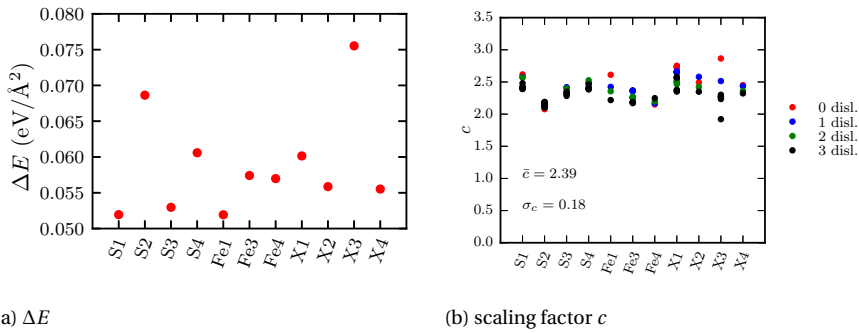 0.080
0.075
0.070
0.065
0.060
0.055
0.050
ΔE (eV/Å²)
S1 S2 S3 S4 Fe1 Fe3 Fe4 X1 X2 X3 X4
3.5
3.0
2.5
2.0
1.5
1.0
0.5
0.0
c
c̄ = 2.39
σc = 0.18
S1 S2 S3 S4 Fe1 Fe3 Fe4 X1 X2 X3 X4
0 disl.
1 disl.
2 disl.
3 disl.
a) ΔE
(b) scaling factor c